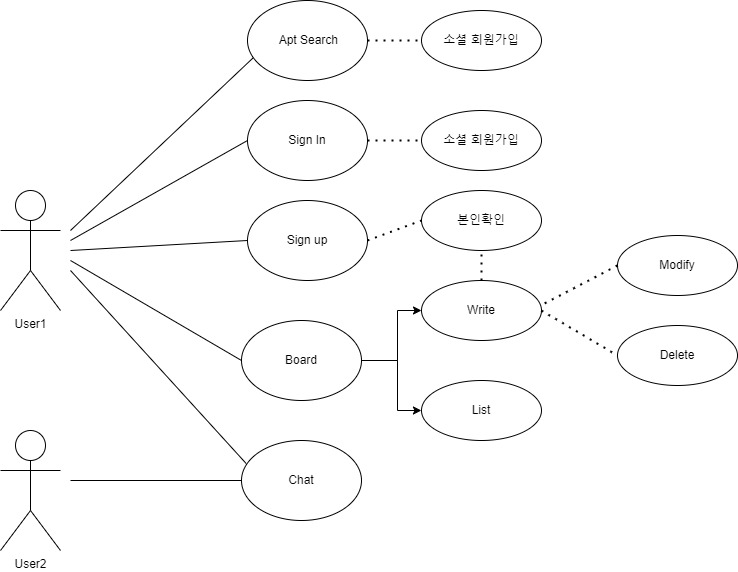 Apt Search
소셜 회원가입
Sign In
소셜 회원가입
Sign up
본인확인
User1
Write
Modify
Delete
Board
List
Chat
User2